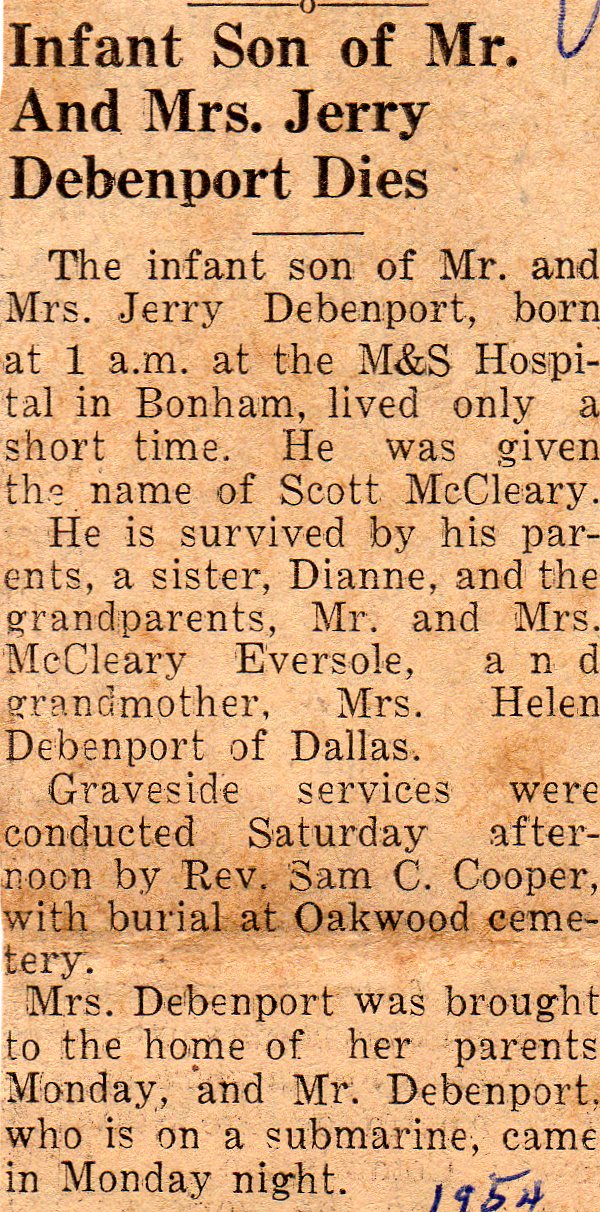 Infant Son of Mr.
And Mrs. Jerry
Debenport Dies
The infant son of Mr. and
Mrs. Jerry Debenport, born
at 1 a.m. at the M&S Hospi-
tal in Bonham, lived only a
short time. He was given
the name of Scott McCleary.
He is survived by his par-
ents, a sister, Dianne, and the
grandparents, Mr. and Mrs.
McCleary Eversole, a n d
grandmother, Mrs. Helen
Debenport of Dallas.
Graveside services were
conducted Saturday after-
noon by Rev. Sam C. Cooper,
with burial at Oakwood ceme-
tery.
Mrs. Debenport was brought
to the home of her parents
Monday, and Mr. Debenport,
who is on a submarine, came
in Monday night.
1954